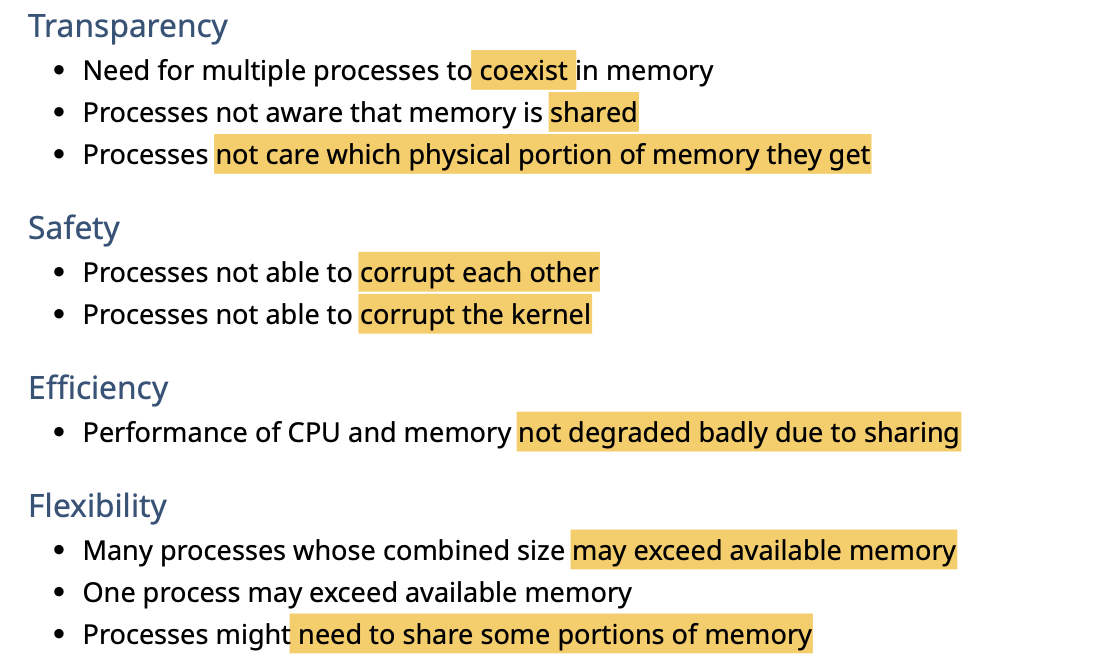 Transparency
• Need for multiple processes to coexist in memory
• Processes not aware that memory is shared
• Processes not care which physical portion of memory they get
Safety
• Processes not able to corrupt each other
• Processes not able to corrupt the kernel
Efficiency
• Performance of CPU and memory not degraded badly due to sharing
Flexibility
• Many processes whose combined size may exceed available memory
• One process may exceed available memory
• Processes might need to share some portions of memory